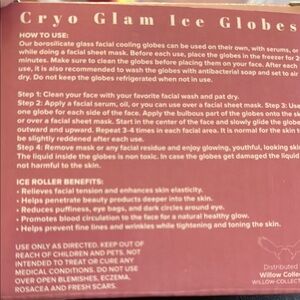 Cryo Glam Ice Globes
HOW TO USE:
Our borosilicate glass facial cooling globes can be used on their own, with serums, or
while doing a facial sheet mask. Before each use, place the globes in the freezer for 2
minutes. Make sure to clean the globes before placing them on your face. After each
use, it is also recommended to wash the globes with antibacterial soap and set to air
dry. Do not keep the globes refrigerated when not in use.
Step 1: Clean your face with your favorite facial wash and pat dry.
Step 2: Apply a facial serum, oil, or you can use over a facial sheet mask. Step 3: Use
one globe for each side of the face. Apply the bulbous part of the globes onto the sk
or over a facial sheet mask. Start in the center of the face and slowly glide the globe
outward and upward. Repeat 3-4 times in each facial area. It is normal for the skin t
be slightly reddened after each use.
Step 4: Remove mask or any facial residue and enjoy glowing, youthful, looking ski
The liquid inside the globes is non toxic. In case the globes get damaged the liquid
not harmful to the skin.
ICE ROLLER BENEFITS:
• Relieves facial tension and enhances skin elasticity.
• Helps penetrate beauty products deeper into the skin.
• Reduces puffiness, eye bags, and dark circles around eye.
• Promotes blood circulation to the face for a natural healthy glow.
• Helps prevent fine lines and wrinkles while tightening and toning the skin.
USE ONLY AS DIRECTED. KEEP OUT OF
REACH OF CHILDREN AND PETS. NOT
INTENDED TO TREAT OR CURE ANY
MEDICAL CONDITIONS. DO NOT USE
OVER OPEN BLEMISHES, ECZEMA,
ROSACEA AND FRESH SCARS.
Distributed
Willow Collec
WILLOW COLLEC